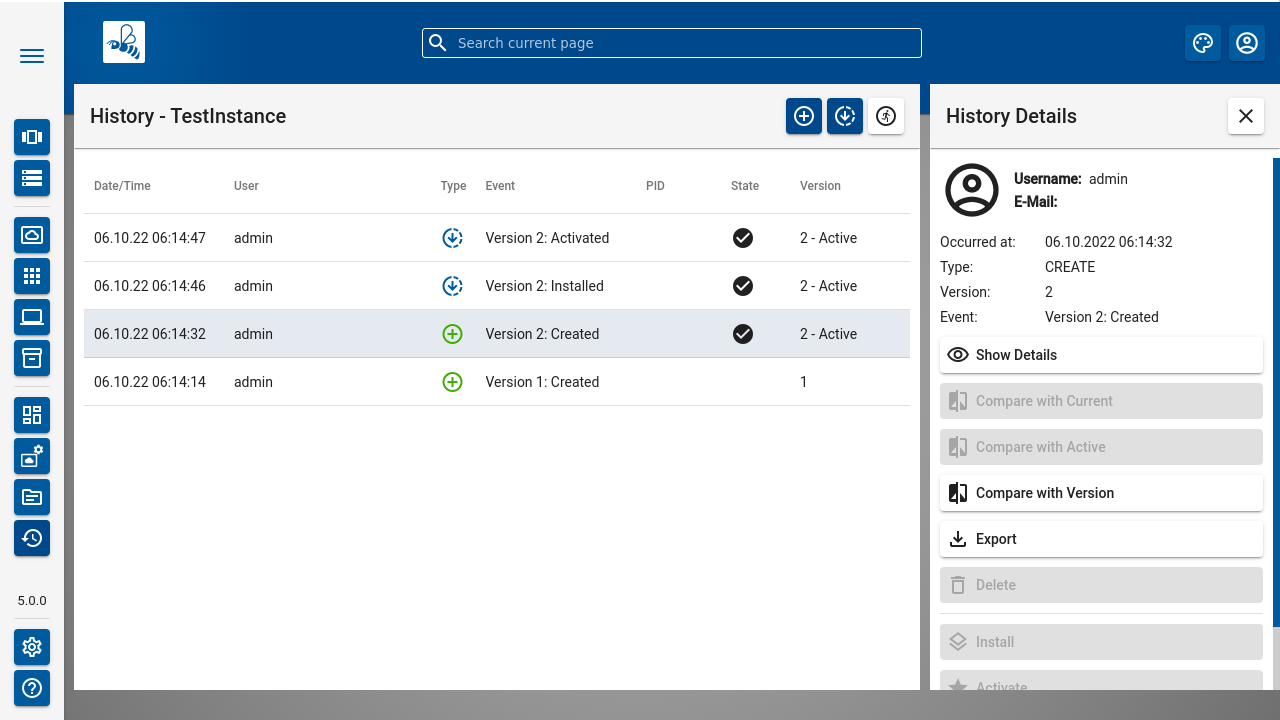 Search current page
History - TestInstance
Date/Time User Type Event PID State Version
06.10.22 06:14:47 admin Version 2: Activated 2 - Active
06.10.22 06:14:46 admin Version 2: Installed 2 - Active
06.10.22 06:14:32 admin Version 2: Created 2 - Active
06.10.22 06:14:14 admin Version 1: Created 1
History Details
Username: admin
E-Mail:
Occurred at: 06.10.2022 06:14:32
Type: CREATE
Version: 2
Event: Version 2: Created
Show Details
Compare with Current
Compare with Active
Compare with Version
Export
Delete
Install
Activate
5.0.0